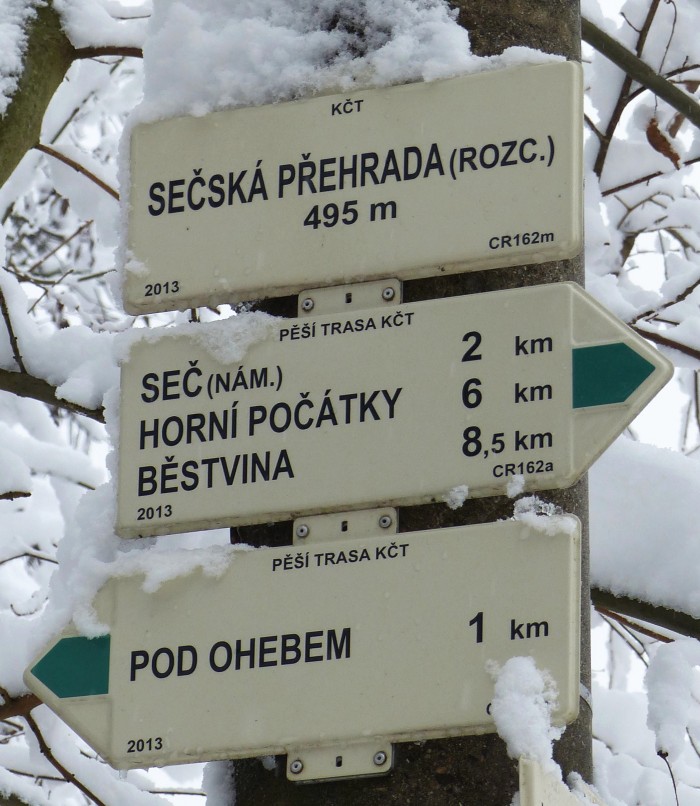 KČT
SEČSKÁ PŘEHRADA (ROZC.)
495 m
2013 CR162m
PĚŠÍ TRASA KČT
SEČ (NÁM.) 2 km
HORNÍ POČÁTKY 6 km
BĚSTVINA 8,5 km
2013 CR162a
PĚŠÍ TRASA KČT
POD OHEBEM 1 km
2013